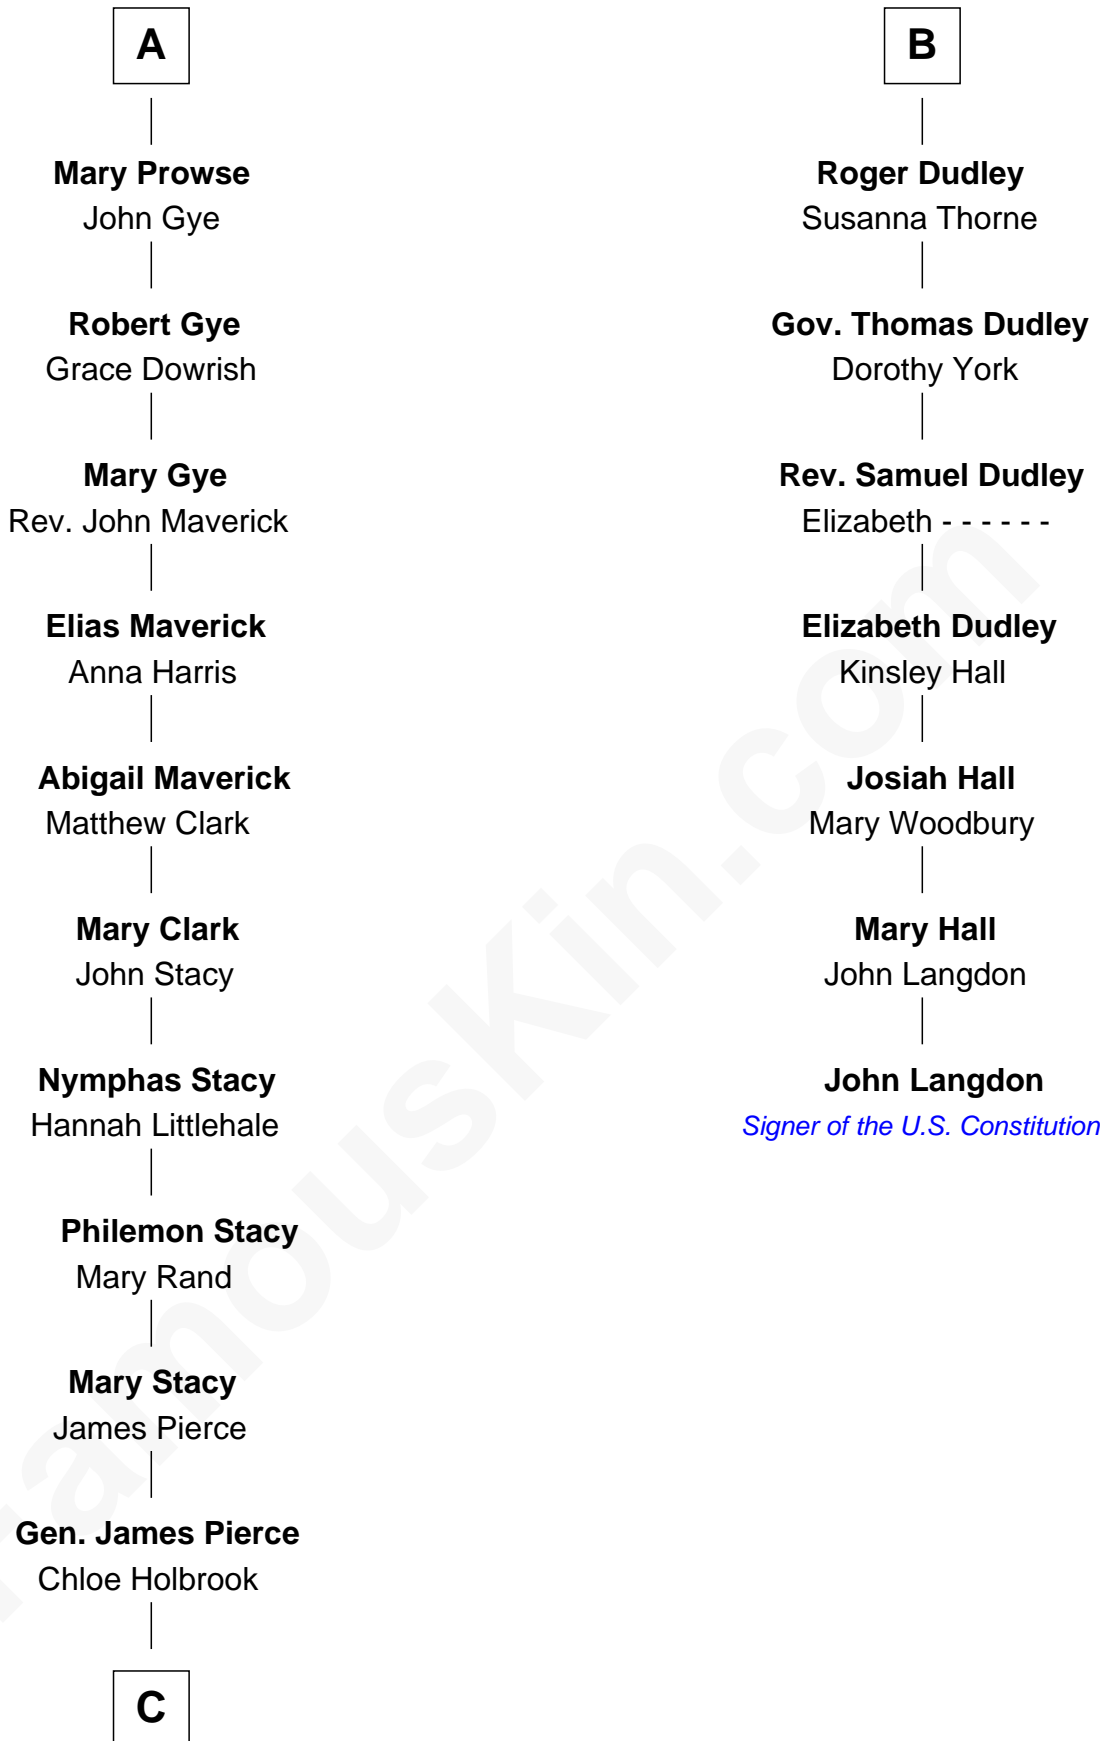 A
Mary Prowse
John Gye
Robert Gye
Grace Dowrish
Mary Gye
Rev. John Maverick
Elias Maverick
Anna Harris
Abigail Maverick
Matthew Clark
Mary Clark
John Stacy
Nymphas Stacy
Hannah Littlehale
Philemon Stacy
Mary Rand
Mary Stacy
James Pierce
Gen. James Pierce
Chloe Holbrook
C
B
Roger Dudley
Susanna Thorne
Gov. Thomas Dudley
Dorothy York
Rev. Samuel Dudley
Elizabeth - - - - - -
Elizabeth Dudley
Kinsley Hall
Josiah Hall
Mary Woodbury
Mary Hall
John Langdon
John Langdon
Signer of the U.S. Constitution
FamousKin.com